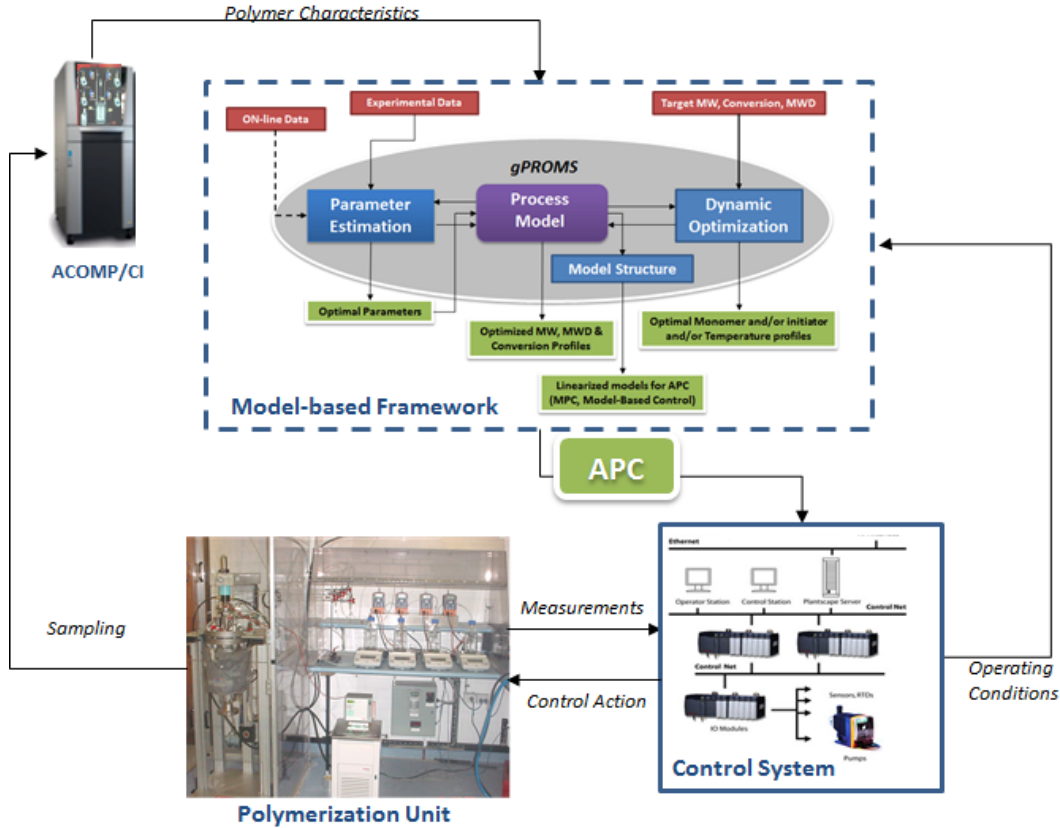 Polymer Characteristics
Experimental Data
Target MW, Conversion, MWD
ON-line Data
gPROMS
Parameter
Estimation
Process
Model
Dynamic
Optimization
Model Structure
ACOMP/CI
Optimal Parameters
Optimized MW, MWD &
Conversion Profiles
Optimal Monomer and/or initiator
and/or Temperature profiles
Linearized models for APC
(MPC, Model-Based Control)
Model-based Framework
APC
Ethernet
Operator Station
Control Station
Plantscape Server
Control Net
Measurements
Sampling
Control Net
Operating
Conditions
Control Action
Sensors, RTDs
IO Modules
Pumps
Control System
Polymerization Unit